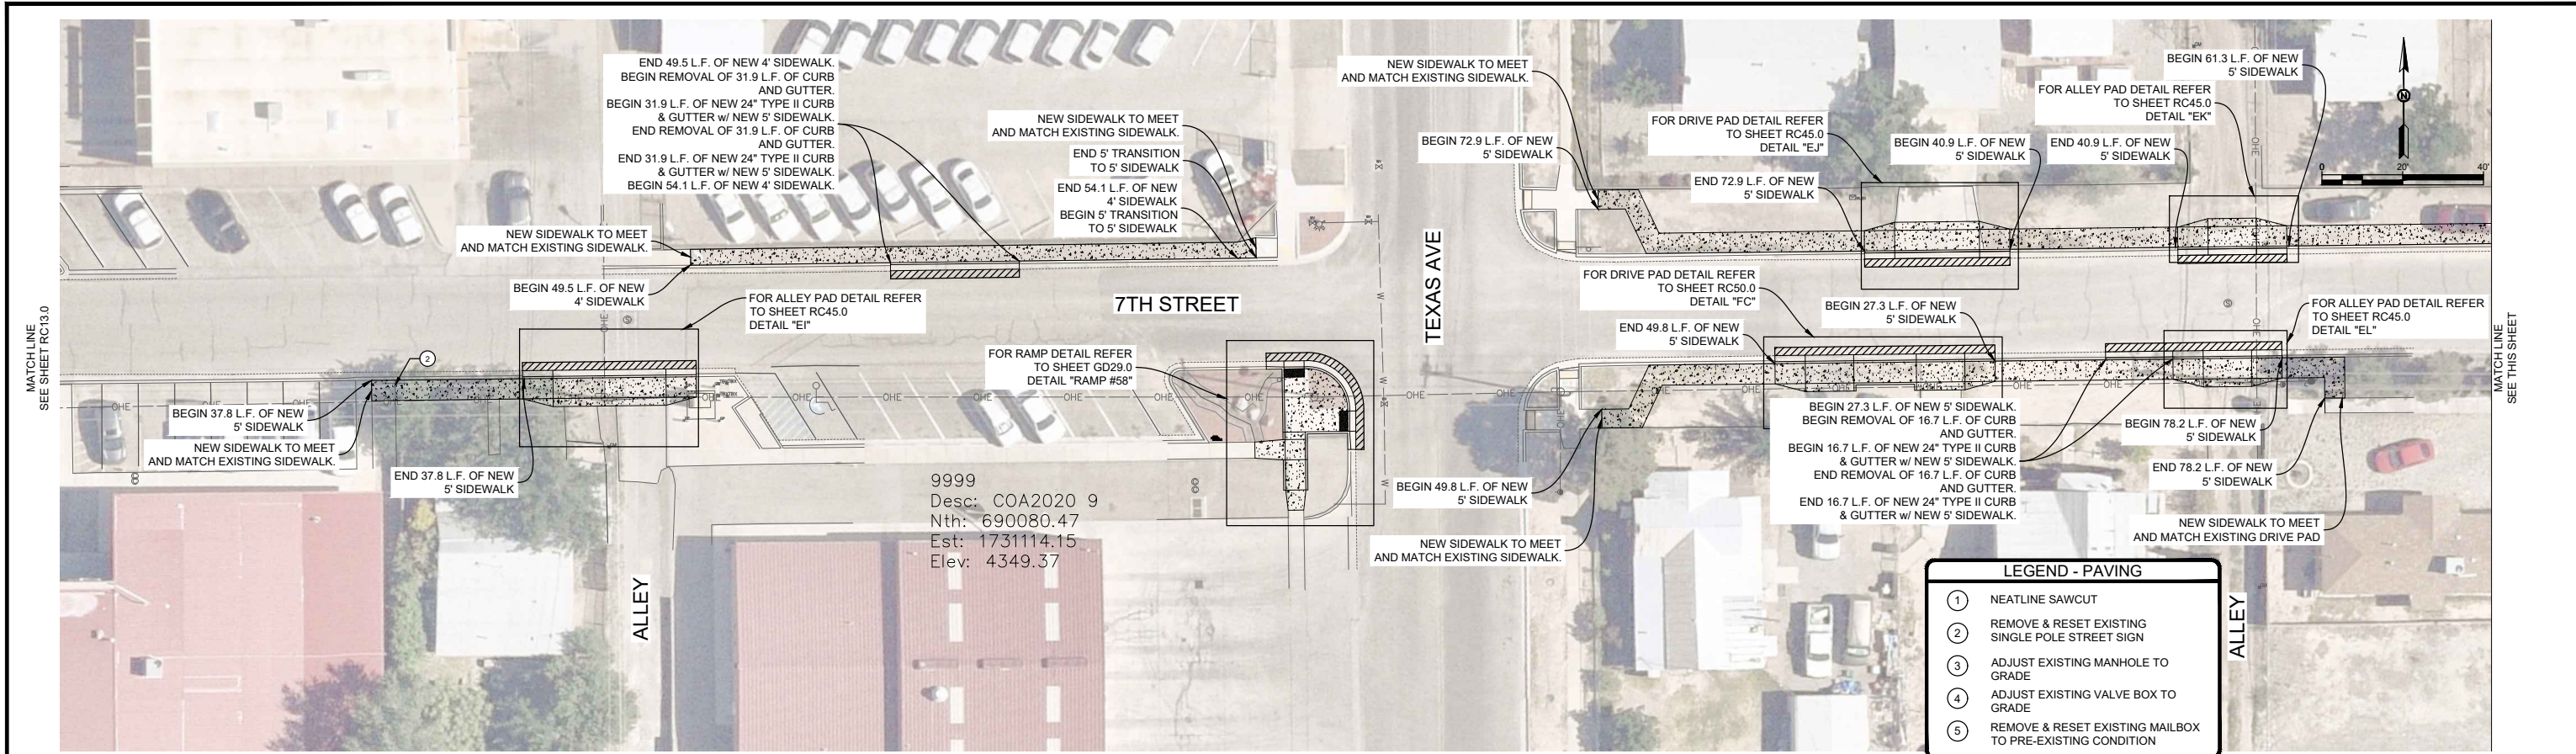 END 49.5 L.F. OF NEW 4' SIDEWALK.
BEGIN REMOVAL OF 31.9 L.F. OF CURB
AND GUTTER.
BEGIN 31.9 L.F. OF NEW 24" TYPE II CURB
& GUTTER w/ NEW 5' SIDEWALK.
END REMOVAL OF 31.9 L.F. OF CURB
AND GUTTER.
END 31.9 L.F. OF NEW 24" TYPE II CURB
& GUTTER w/ NEW 5' SIDEWALK.
BEGIN 54.1 L.F. OF NEW 4' SIDEWALK.
NEW SIDEWALK TO MEET
AND MATCH EXISTING SIDEWALK.
END 5' TRANSITION
TO 5' SIDEWALK
END 54.1 L.F. OF NEW
4' SIDEWALK
BEGIN 5' TRANSITION
TO 5' SIDEWALK
NEW SIDEWALK TO MEET
AND MATCH EXISTING SIDEWALK.
BEGIN 49.5 L.F. OF NEW
4' SIDEWALK
NEW SIDEWALK TO MEET
AND MATCH EXISTING SIDEWALK.
BEGIN 72.9 L.F. OF NEW
5' SIDEWALK
FOR DRIVE PAD DETAIL REFER
TO SHEET RC45.0
DETAIL "EJ"
END 72.9 L.F. OF NEW
5' SIDEWALK
BEGIN 40.9 L.F. OF NEW
5' SIDEWALK
END 40.9 L.F. OF NEW
5' SIDEWALK
FOR ALLEY PAD DETAIL REFER
TO SHEET RC45.0
DETAIL "EK"
BEGIN 61.3 L.F. OF NEW
5' SIDEWALK
N
0 20' 40'
OHE
MATCH LINE
SEE SHEET RC13.0
FOR ALLEY PAD DETAIL REFER
TO SHEET RC45.0
DETAIL "EI"
7TH STREET
TEXAS AVE
W
W
OHE
S
2
FOR RAMP DETAIL REFER
TO SHEET GD29.0
DETAIL "RAMP #58"
FOR DRIVE PAD DETAIL REFER
TO SHEET RC50.0
DETAIL "FC"
END 49.8 L.F. OF NEW
5' SIDEWALK
BEGIN 27.3 L.F. OF NEW
5' SIDEWALK
S
OHE
FOR ALLEY PAD DETAIL REFER
TO SHEET RC45.0
DETAIL "EL"
MATCH LINE
SEE THIS SHEET
OHE OHE OHE OHE OHE OHE OHE OHE OHE OHE OHE OHE
BEGIN 37.8 L.F. OF NEW
5' SIDEWALK
NEW SIDEWALK TO MEET
AND MATCH EXISTING SIDEWALK.
END 37.8 L.F. OF NEW
5' SIDEWALK
9999
Desc: COA2020 9
Nth: 690080.47
Est: 1731114.15
Elev: 4349.37
BEGIN 49.8 L.F. OF NEW
5' SIDEWALK
NEW SIDEWALK TO MEET
AND MATCH EXISTING SIDEWALK.
BEGIN 27.3 L.F. OF NEW 5' SIDEWALK.
BEGIN REMOVAL OF 16.7 L.F. OF CURB
AND GUTTER.
BEGIN 16.7 L.F. OF NEW 24" TYPE II CURB
& GUTTER w/ NEW 5' SIDEWALK.
END REMOVAL OF 16.7 L.F. OF CURB
AND GUTTER.
END 16.7 L.F. OF NEW 24" TYPE II CURB
& GUTTER w/ NEW 5' SIDEWALK.
BEGIN 78.2 L.F. OF NEW
5' SIDEWALK
END 78.2 L.F. OF NEW
5' SIDEWALK
NEW SIDEWALK TO MEET
AND MATCH EXISTING DRIVE PAD
ALLEY
ALLEY
LEGEND - PAVING
1 NEATLINE SAWCUT
2 REMOVE & RESET EXISTING
SINGLE POLE STREET SIGN
3 ADJUST EXISTING MANHOLE TO
GRADE
4 ADJUST EXISTING VALVE BOX TO
GRADE
5 REMOVE & RESET EXISTING MAILBOX
TO PRE-EXISTING CONDITION